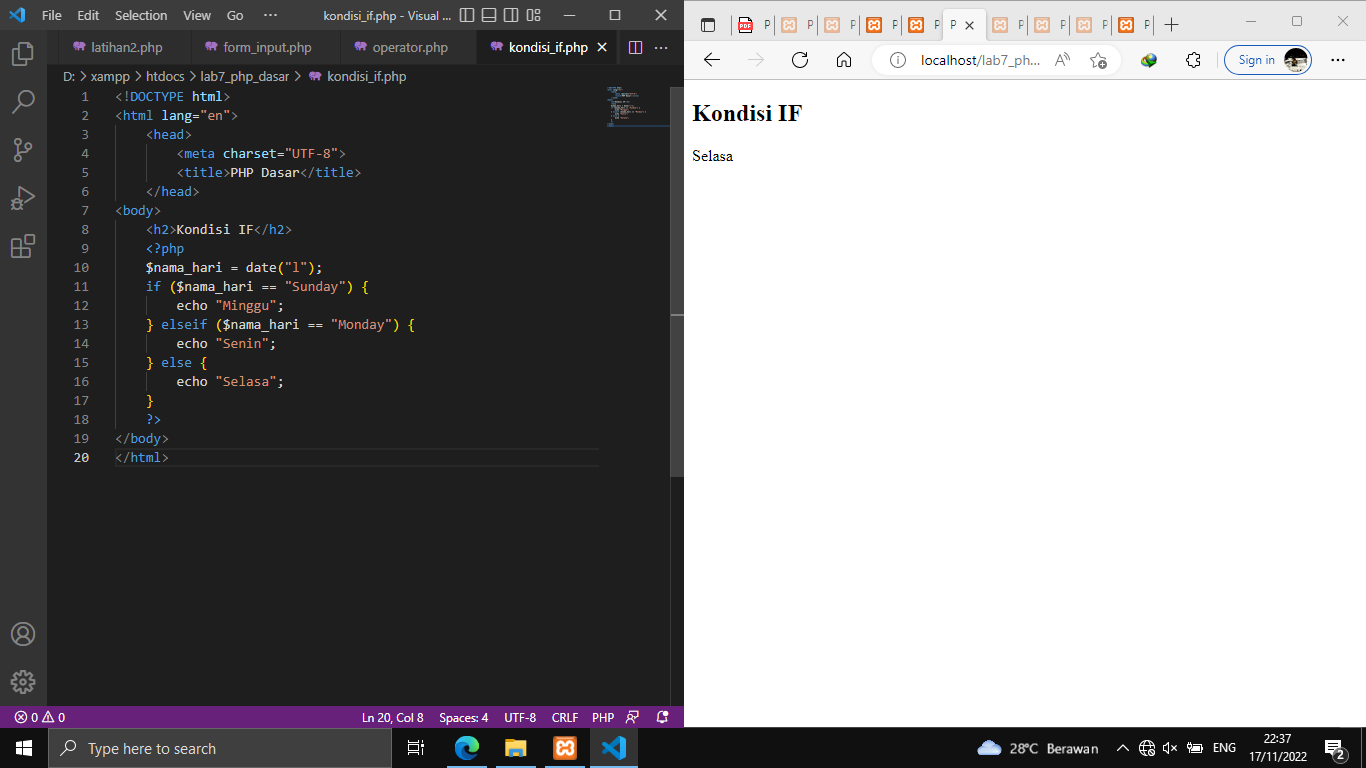 File Edit Selection View Go ··· kondisi_if.php - Visual ...
latihan2.php form_input.php operator.php kondisi_if.php
D: > xampp > htdocs > lab7_php_dasar > kondisi_if.php
1 <!DOCTYPE html>
2 <html lang="en">
3 <head>
4 <meta charset="UTF-8">
5 <title>PHP Dasar</title>
6 </head>
7 <body>
8 <h2>Kondisi IF</h2>
9 <?php
10 $nama_hari = date("l");
11 if ($nama_hari == "Sunday") {
12 echo "Minggu";
13 } elseif ($nama_hari == "Monday") {
14 echo "Senin";
15 } else {
16 echo "Selasa";
17 }
18 ?>
19 </body>
20 </html>
0 0 Ln 20, Col 8 Spaces: 4 UTF-8 CRLF PHP
PDF P P P P P P P P P P
localhost/lab7_ph... Sign in
Kondisi IF
Selasa
Type here to search
28°C Berawan ENG
22:37
17/11/2022
2